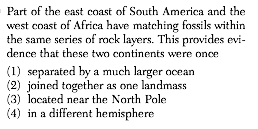 Part of the east coast of South America and the
west coast of Africa have matching fossils within
the same series of rock layers. This provides evi-
dence that these two continents were once
(1) separated by a much larger ocean
(2) joined together as one landmass
(3) located near the North Pole
(4) in a different hemisphere